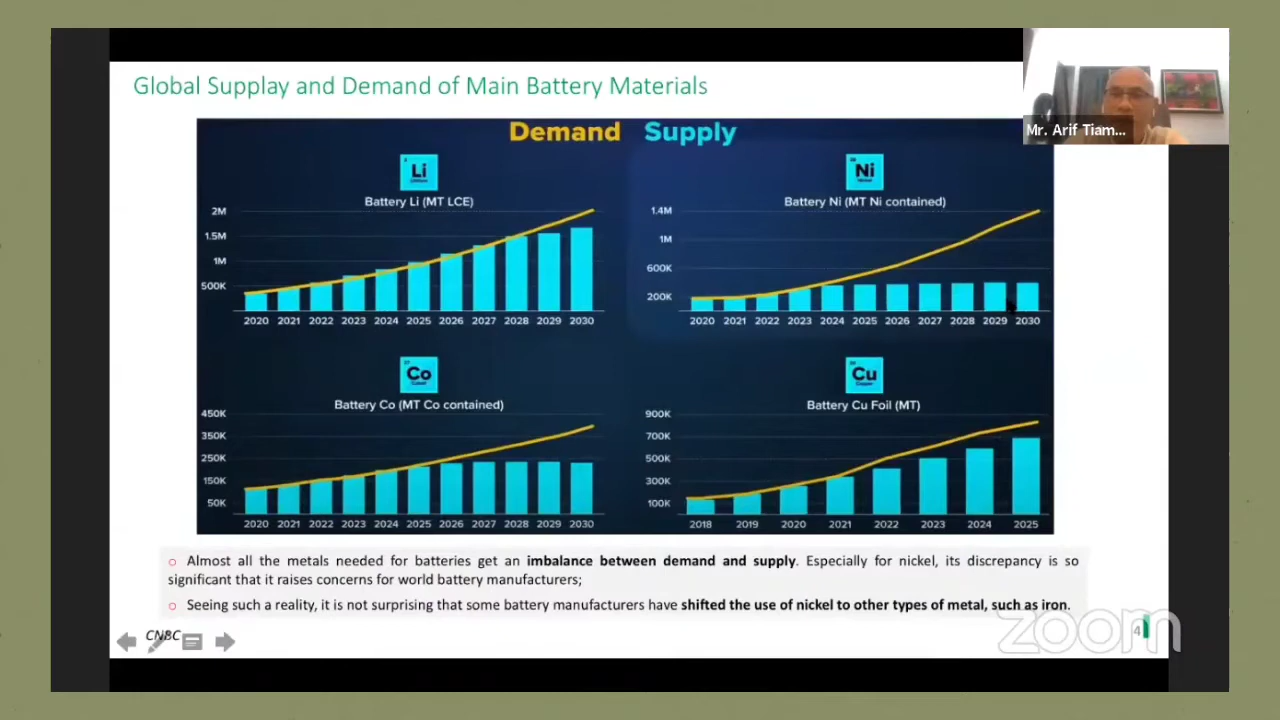 Global Supplay and Demand of Main Battery Materials
Mr. Arif Tiam...
Demand Supply
Li
Battery Li (MT LCE)
2M
1.5M
1M
500K
2020 2021 2022 2023 2024 2025 2026 2027 2028 2029 2030
Ni
Battery Ni (MT Ni contained)
1.4M
1M
600K
200K
2020 2021 2022 2023 2024 2025 2026 2027 2028 2029 2030
Co
Battery Co (MT Co contained)
450K
350K
250K
150K
50K
2020 2021 2022 2023 2024 2025 2026 2027 2028 2029 2030
Cu
Battery Cu Foil (MT)
900K
700K
500K
300K
100K
2018 2019 2020 2021 2022 2023 2024 2025
Almost all the metals needed for batteries get an imbalance between demand and supply. Especially for nickel, its discrepancy is so
significant that it raises concerns for world battery manufacturers;
Seeing such a reality, it is not surprising that some battery manufacturers have shifted the use of nickel to other types of metal, such as iron.
zoom
4